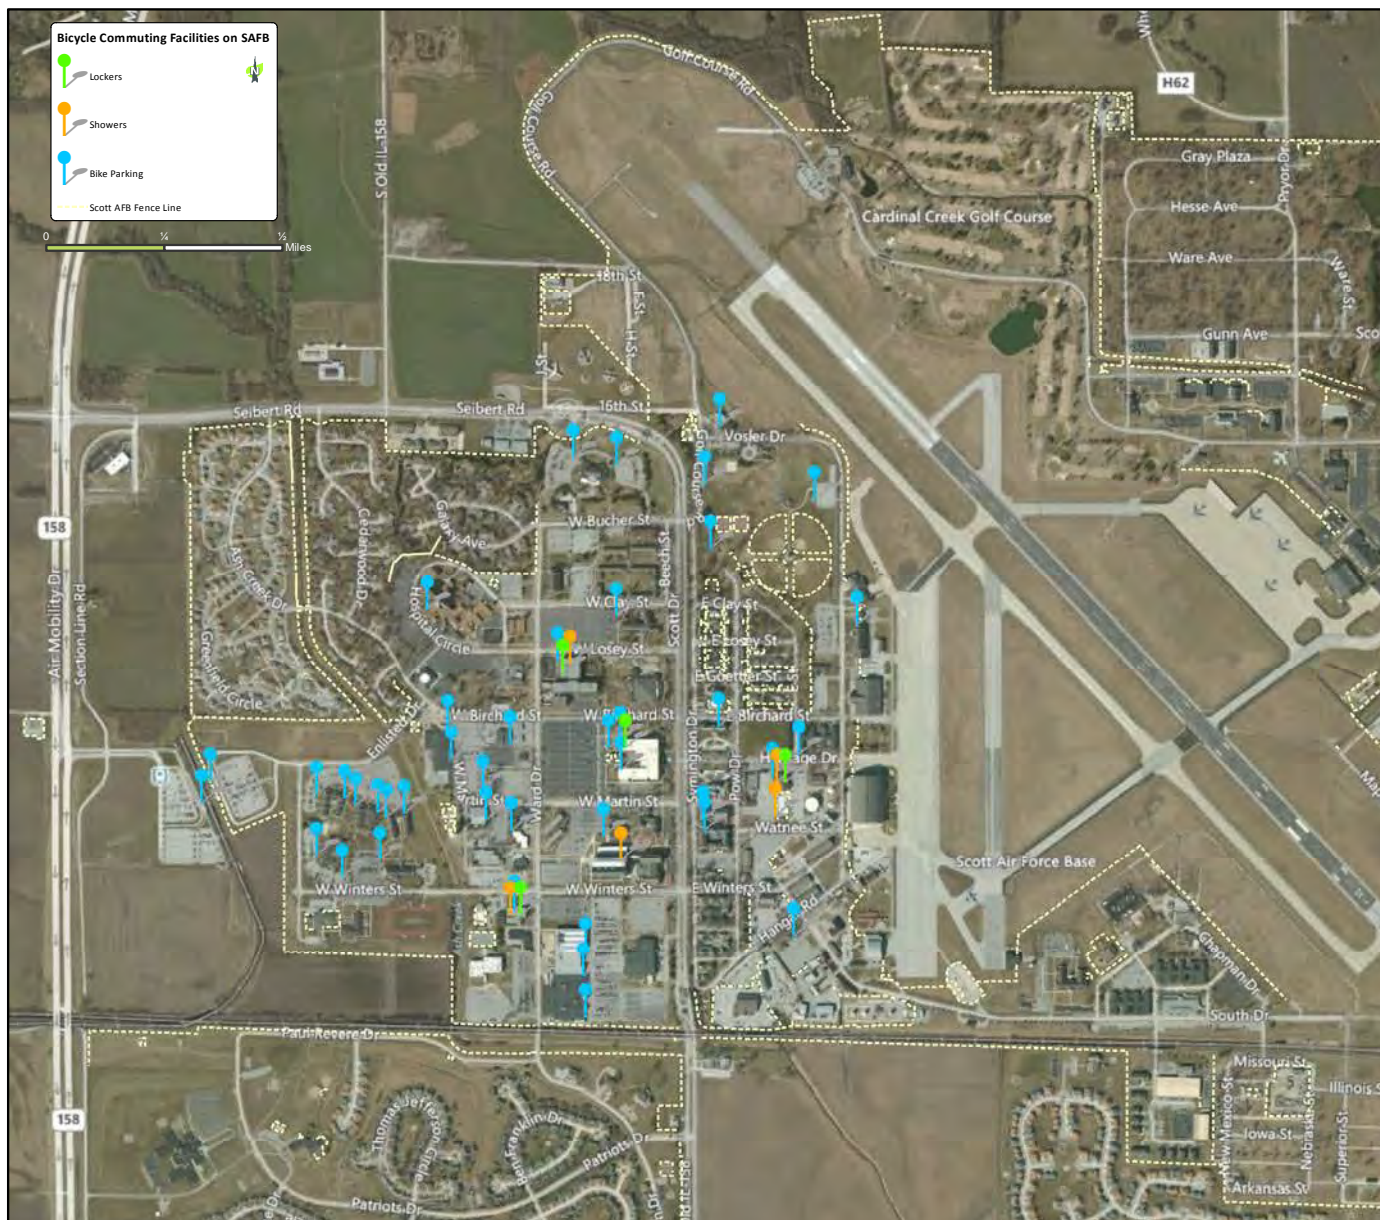 Bicycle Commuting Facilities on SAFB
N
Lockers
Showers
Bike Parking
Scott AFB Fence Line
0 ¼ ½
Miles
Golf Course Rd
H62
S Old IL-158
Golf Course Rd
Gray Plaza
Pryor Dr
Hesse Ave
Cardinal Creek Golf Course
Ware Ave
Ware St
18th St
F St
H St
J St
Gunn Ave
Seibert Rd
Seibert Rd
16th St
Vosler Dr
Golf Course R
158
Galaxy Ave
Cedarwood Dr
W Bucher St
Beech St
Ash Creek Dr
Air Mobility Dr
Section Line Rd
Hospital Circle
W Clay St
E Clay St
Scott Dr
W Losey St
E Losey St
Greenfield Circle
E Goettler St
E St
Enlisted Dr
W Birchard St
E Birchard St
Symington Dr
Pow Dr
Ward Dr
W Martin St
Watnee St
Scott Air Force Base
W Winters St
W Winters St
E Winters St
Hangar Rd
Chapman Dr
South Dr
Paul Revere Dr
Missouri St
Illinois S
158
Thomas Jefferson Circle
Ben Franklin Dr
Patriots Dr
New Mexico St
Iowa St
Nebraska St
Superior St
Arkansas St
Patriots Dr